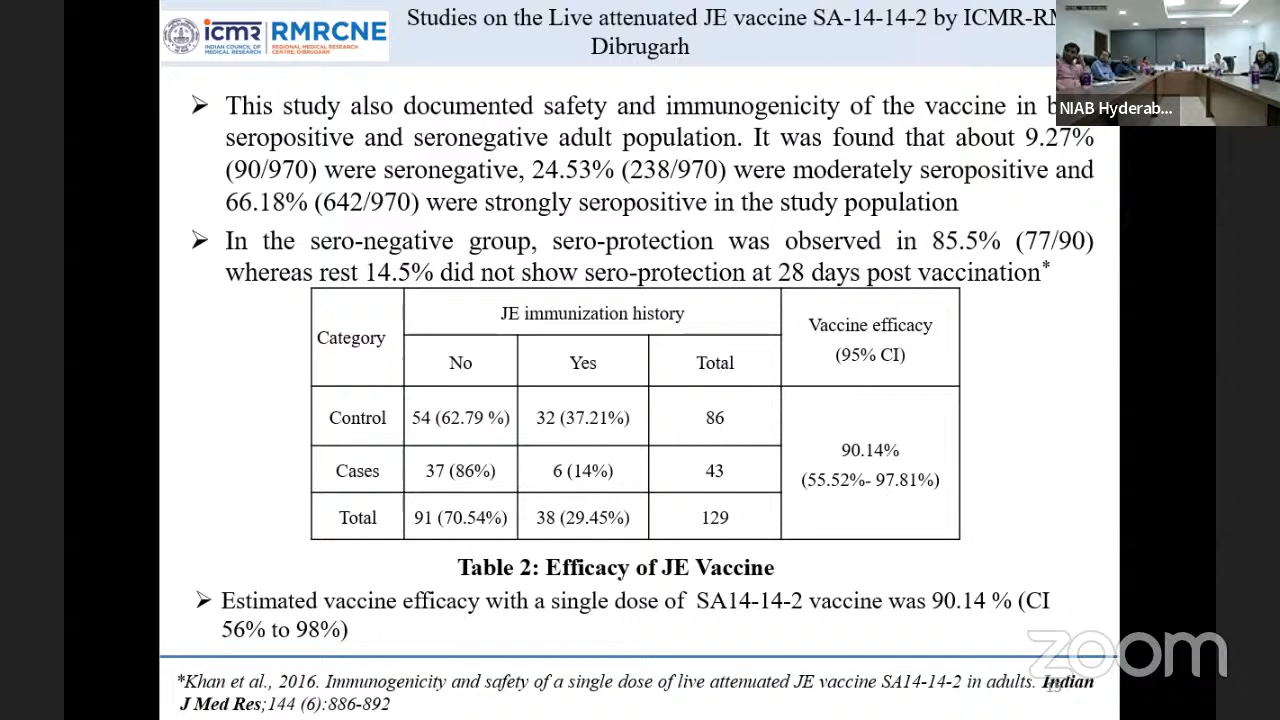 icmr
INDIAN COUNCIL OF
MEDICAL RESEARCH
RMRCNE
REGIONAL MEDICAL RESEARCH
CENTRE, DIBRUGARH
Studies on the Live attenuated JE vaccine SA-14-14-2 by ICMR-RM
Dibrugarh
NIAB Hyderab...
➢ This study also documented safety and immunogenicity of the vaccine in b
seropositive and seronegative adult population. It was found that about 9.27%
(90/970) were seronegative, 24.53% (238/970) were moderately seropositive and
66.18% (642/970) were strongly seropositive in the study population
➢ In the sero-negative group, sero-protection was observed in 85.5% (77/90)
whereas rest 14.5% did not show sero-protection at 28 days post vaccination*
Category
JE immunization history
Vaccine efficacy
(95% CI)
No Yes Total
Control 54 (62.79 %) 32 (37.21%) 86
Cases 37 (86%) 6 (14%) 43
90.14%
(55.52%- 97.81%)
Total 91 (70.54%) 38 (29.45%) 129
Table 2: Efficacy of JE Vaccine
➢ Estimated vaccine efficacy with a single dose of SA14-14-2 vaccine was 90.14 % (CI
56% to 98%)
zoom
*Khan et al., 2016. Immunogenicity and safety of a single dose of live attenuated JE vaccine SA14-14-2 in adults. Indian
J Med Res;144 (6):886-892